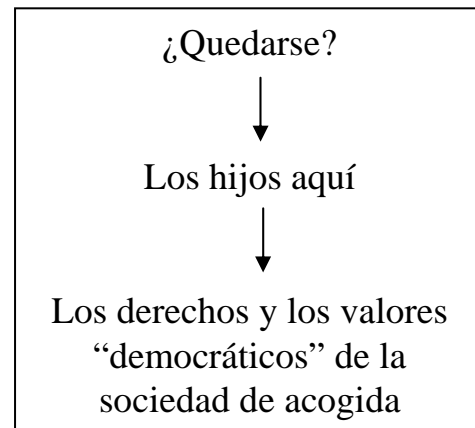 ¿Quedarse?
Los hijos aquí
Los derechos y los valores
“democráticos” de la
sociedad de acogida